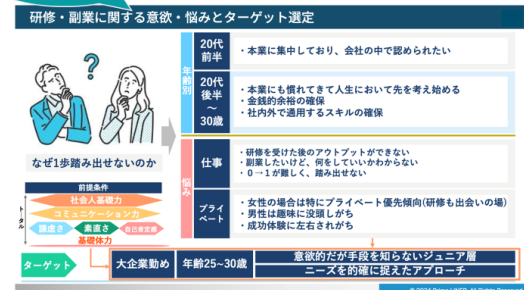 研修・副業に関する意欲・悩みとターゲット選定
年齢別
20代
前半
・本業に集中しており、会社の中で認められたい
20代
後半
～
30歳
・本業にも慣れてきて人生において先を考え始める
・金銭的余裕の確保
・社内外で通用するスキルの確保
なぜ1歩踏み出せないのか
悩み
仕事
・研修を受けた後のアウトプットができない
・副業したいけど、何をしていいかわからない
・０→１が難しく、踏み出せない
プライ
ベート
・女性の場合は特にプライベート優先傾向(研修も出会いの場)
・男性は趣味に没頭しがち
・成功体験に左右されがち
前提条件
トータル
社会人基礎力
コミュニケーション力
謙虚さ
素直さ
自己肯定感
基礎体力
ターゲット
大企業勤め
年齢25~30歳
意欲的だが手段を知らないジュニア層
ニーズを的確に捉えたアプローチ